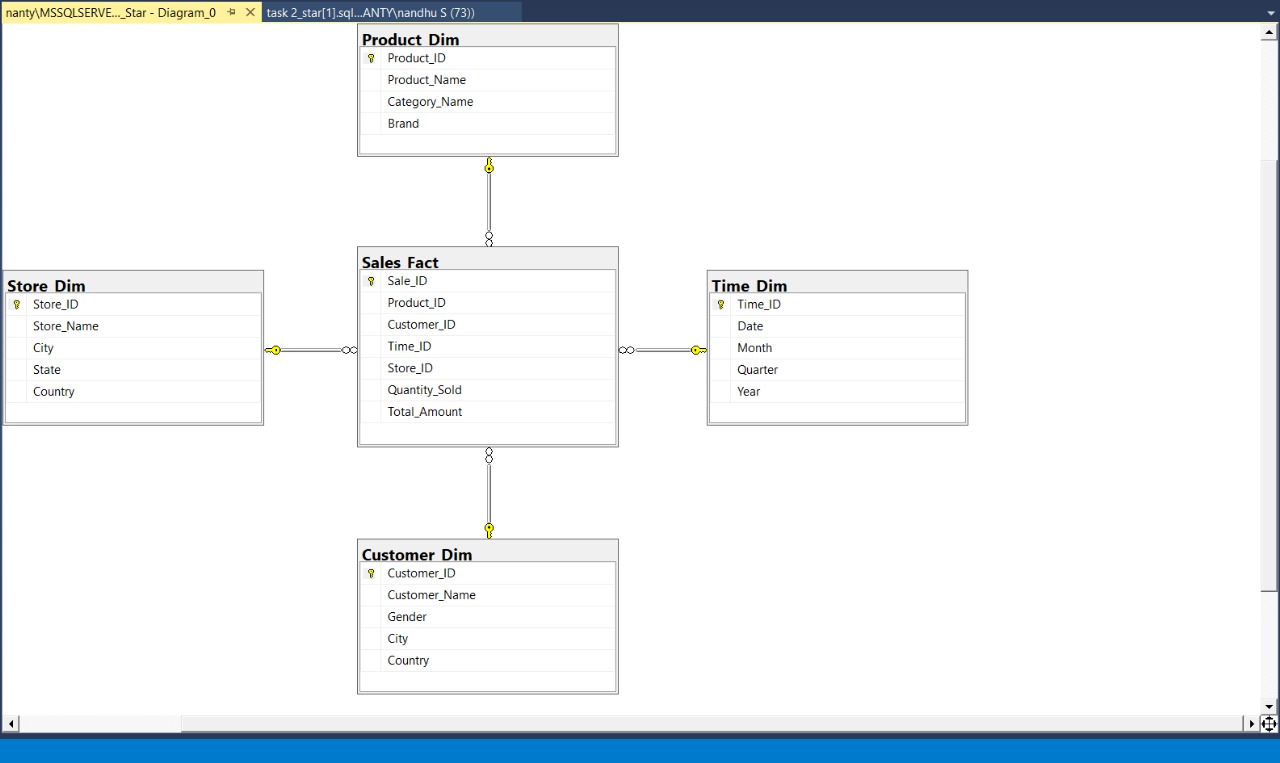 nanty\MSSQLSERVE..._Star - Diagram_0
task 2_star[1].sql...ANTY\nandhu S (73))
Product_Dim
Product_ID
Product_Name
Category_Name
Brand
Store_Dim
Store_ID
Store_Name
City
State
Country
Sales_Fact
Sale_ID
Product_ID
Customer_ID
Time_ID
Store_ID
Quantity_Sold
Total_Amount
Time_Dim
Time_ID
Date
Month
Quarter
Year
Customer_Dim
Customer_ID
Customer_Name
Gender
City
Country